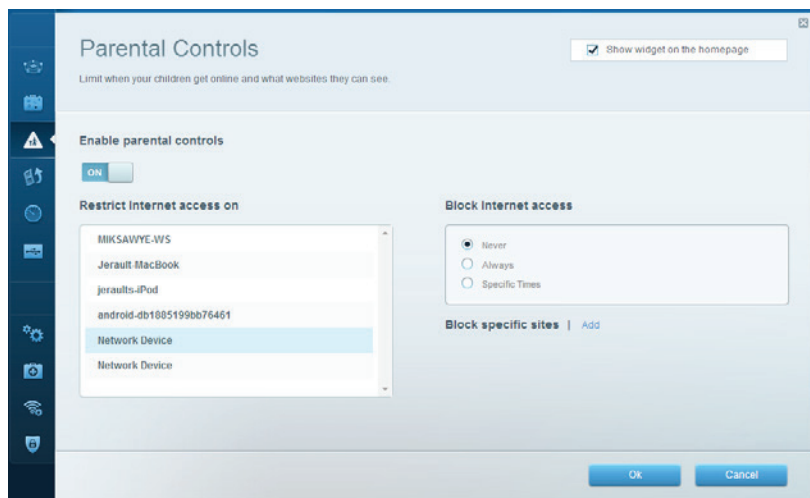 Parental Controls
Show widget on the homepage
Limit when your children get online and what websites they can see.
Enable parental controls
ON
Restrict Internet access on
MIKSAWYE-WS
Jerault-MacBook
jeraults-iPod
android-db1885199bb76461
Network Device
Network Device
Block Internet access
Never
Always
Specific Times
Block specific sites | Add
Ok
Cancel